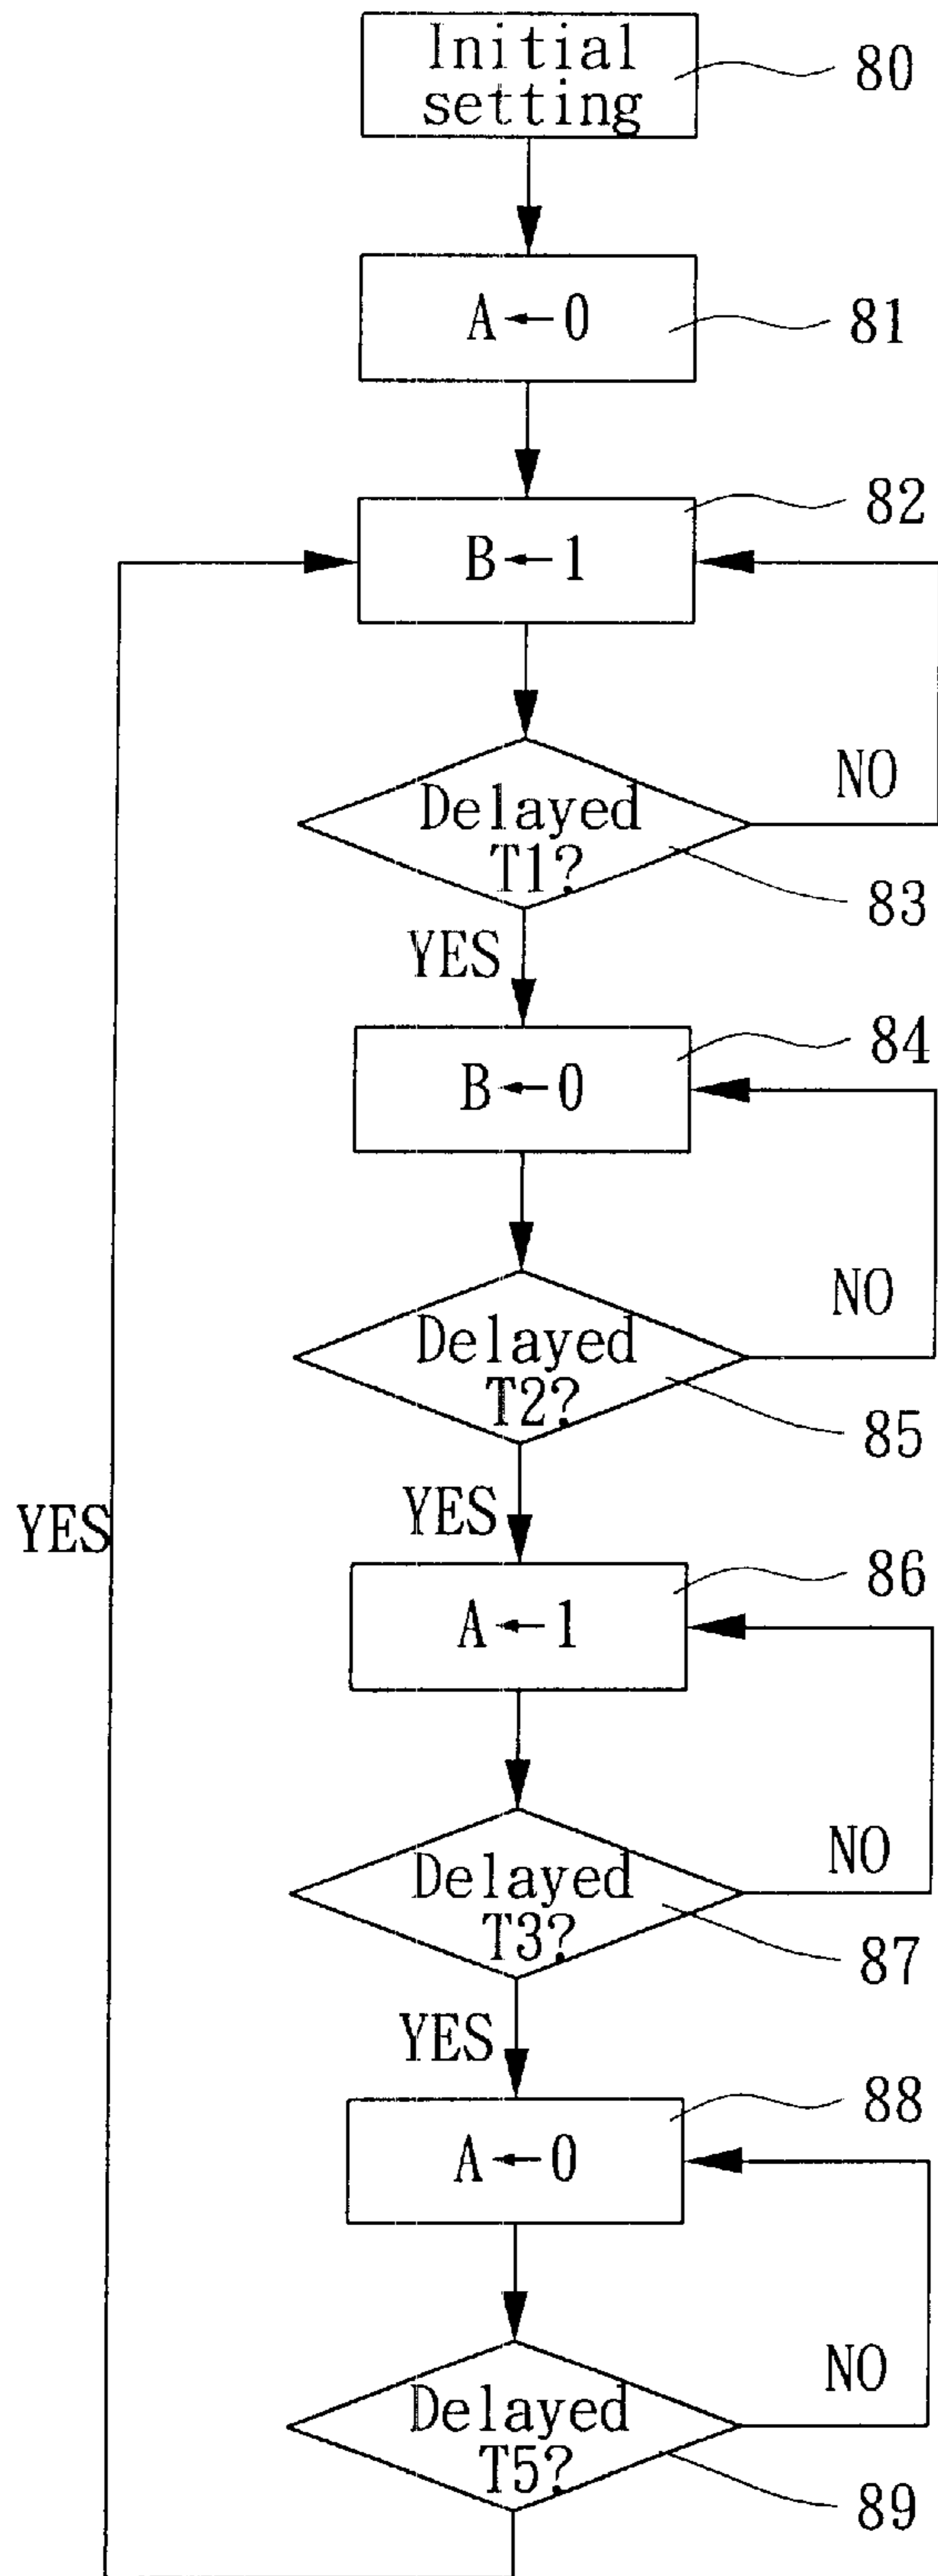 Initial
setting
80
A←0
81
82
B←1
NO
Delayed
T1?
83
YES
84
B←0
NO
Delayed
T2?
85
YES
YES
86
A←1
NO
Delayed
T3?
87
YES
88
A←0
NO
Delayed
T5?
89